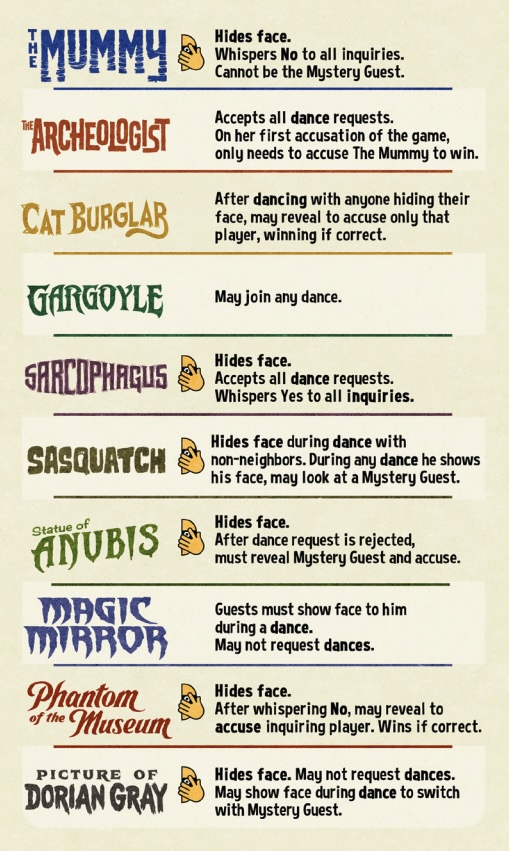 THE MUMMY
Hides face.
Whispers No to all inquiries.
Cannot be the Mystery Guest.
THE ARCHEOLOGIST
Accepts all dance requests.
On her first accusation of the game,
only needs to accuse The Mummy to win.
CAT BURGLAR
After dancing with anyone hiding their
face, may reveal to accuse only that
player, winning if correct.
GARGOYLE
May join any dance.
SARCOPHAGUS
Hides face.
Accepts all dance requests.
Whispers Yes to all inquiries.
SASQUATCH
Hides face during dance with
non-neighbors. During any dance he shows
his face, may look at a Mystery Guest.
Statue of
ANUBIS
Hides face.
After dance request is rejected,
must reveal Mystery Guest and accuse.
MAGIC
MIRROR
Guests must show face to him
during a dance.
May not request dances.
Phantom
of the Museum
Hides face.
After whispering No, may reveal to
accuse inquiring player. Wins if correct.
PICTURE OF
DORIAN GRAY
Hides face. May not request dances.
May show face during dance to switch
with Mystery Guest.